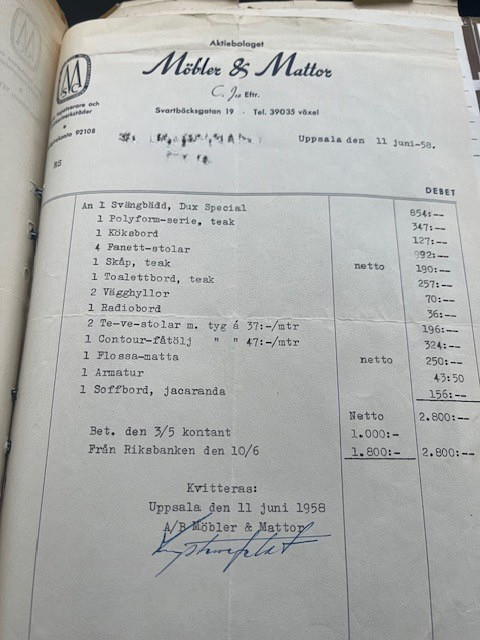 MSC
Aktiebolaget
Möbler & Mattor
Eftr.
Svartbäcksgatan 19 · Tel. 39035 växel
och
92108
Uppsala den 11 juni-58.
DEBET
An 1 Svängbädd, Dux Special 854:--
1 Polyform-serie, teak 347:--
1 Köksbord 127:--
4 Fanett-stolar
1 Skåp, teak netto 190:--
1 Toalettbord, teak 257:--
2 Vägghyllor 70:--
1 Radiobord 36:--
2 Te-ve-stolar m. tyg á 37:-/mtr 196:--
1 Contour-fåtölj " " " 47:-/mtr 324:--
1 Flossa-matta netto 250:--
1 Armatur 43:50
1 Soffbord, jacaranda 156:--
Netto 2.800:--
Bet. den 3/5 kontant 1.000:-
Från Riksbanken den 10/6 1.800:- 2.800:--
Kvitteras:
Uppsala den 11 juni 1958
A/B Möbler & Mattor